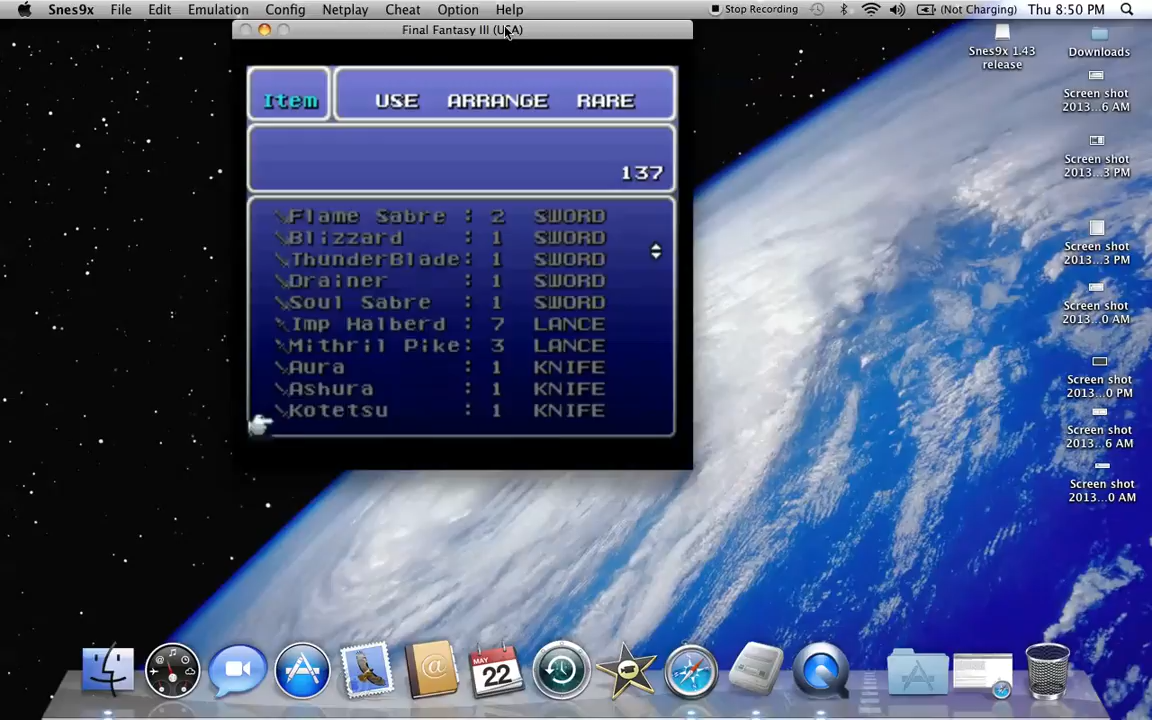 Snes9x File Edit Emulation Config Netplay Cheat Option Help Stop Recording (Not Charging) Thu 8:50 PM
Final Fantasy III (USA)
Item USE ARRANGE RARE
137
Flame Sabre : 2 SWORD
Blizzard : 1 SWORD
ThunderBlade: 1 SWORD
Drainer : 1 SWORD
Soul Sabre : 1 SWORD
Imp Halberd : 7 LANCE
Mithril Pike: 3 LANCE
Aura : 1 KNIFE
Ashura : 1 KNIFE
Kotetsu : 1 KNIFE
Snes9x 1.43
release
Downloads
Screen shot
2013...6 AM
Screen shot
2013...3 PM
Screen shot
2013...3 PM
Screen shot
2013...0 AM
Screen shot
2013...0 PM
Screen shot
2013...6 AM
Screen shot
2013...0 AM
MAY
22